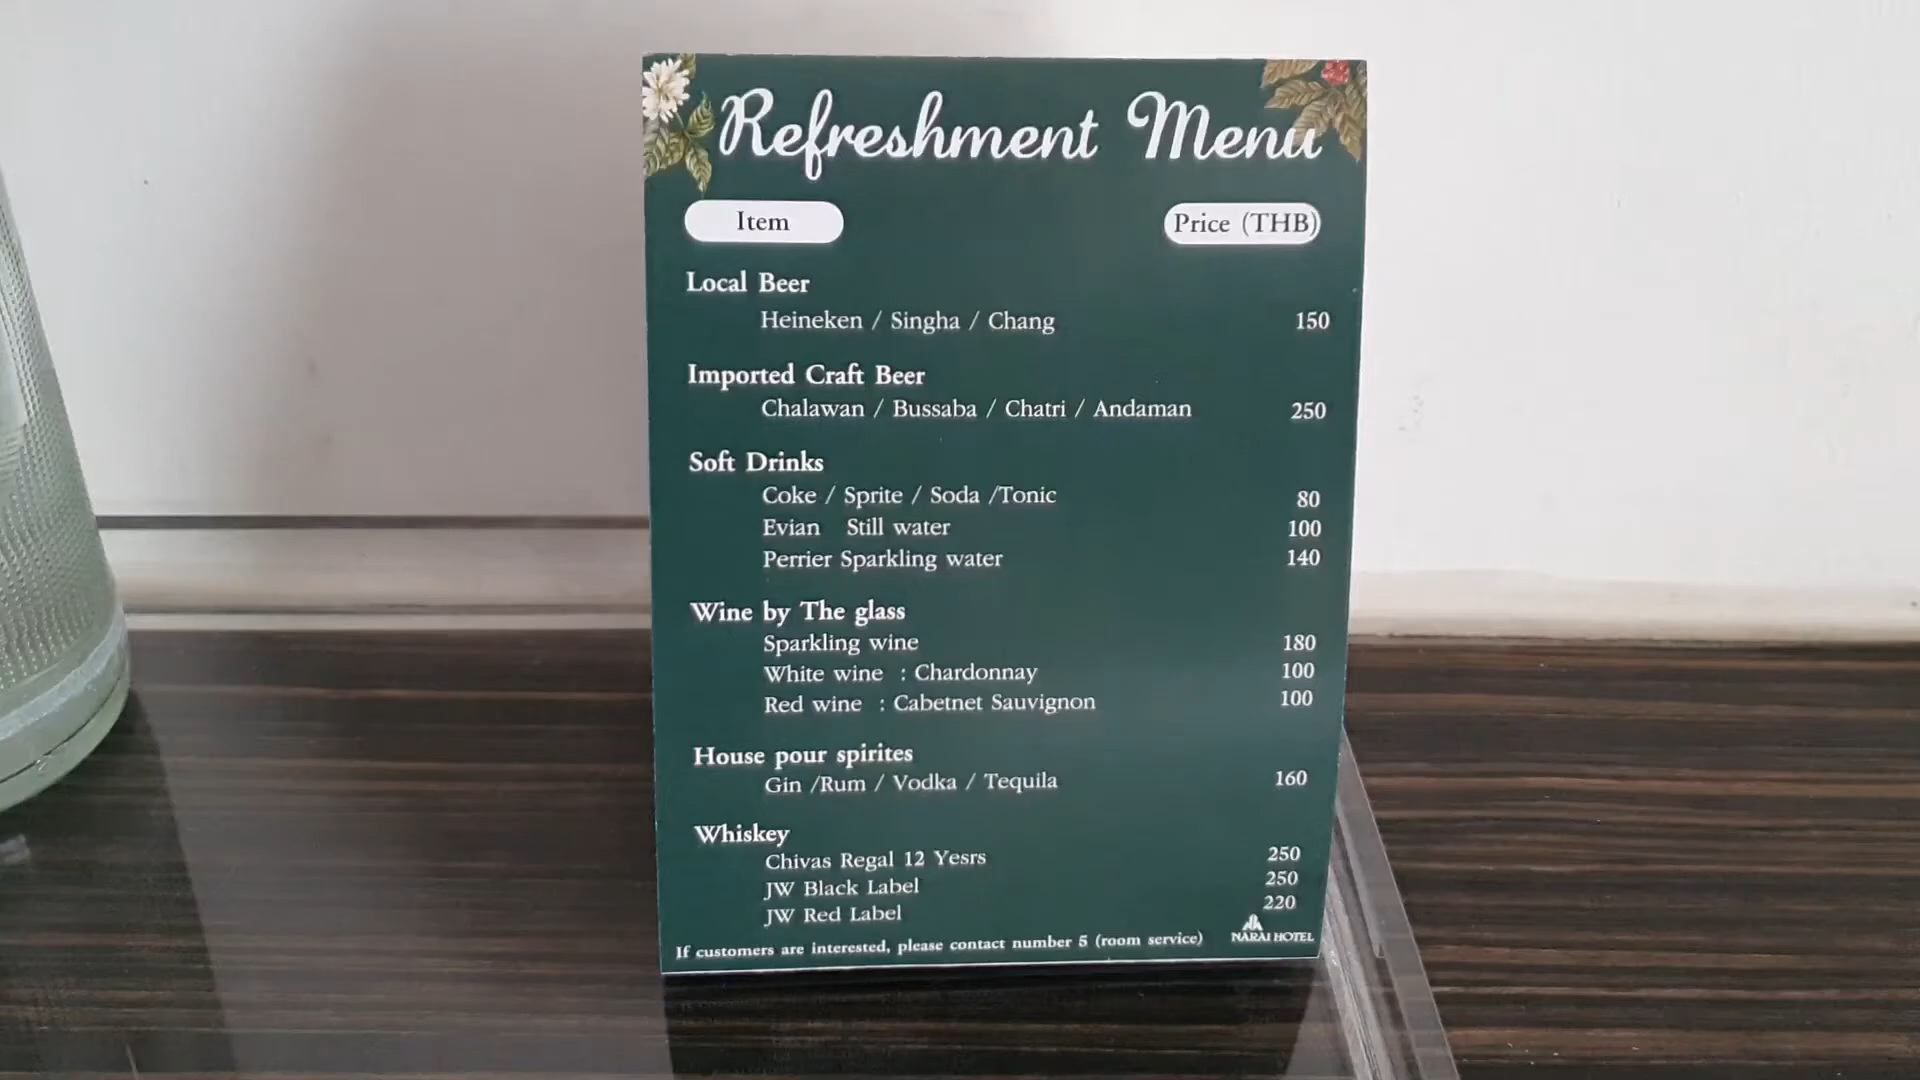 Refreshment Menu
Item Price (THB)
Local Beer
Heineken / Singha / Chang 150
Imported Craft Beer
Chalawan / Bussaba / Chatri / Andaman 250
Soft Drinks
Coke / Sprite / Soda /Tonic 80
Evian Still water 100
Perrier Sparkling water 140
Wine by The glass
Sparkling wine 180
White wine : Chardonnay 100
Red wine : Cabetnet Sauvignon 100
House pour spirites
Gin /Rum / Vodka / Tequila 160
Whiskey
Chivas Regal 12 Yesrs 250
JW Black Label 250
JW Red Label 220
If customers are interested, please contact number 5 (room service)
NARAI HOTEL